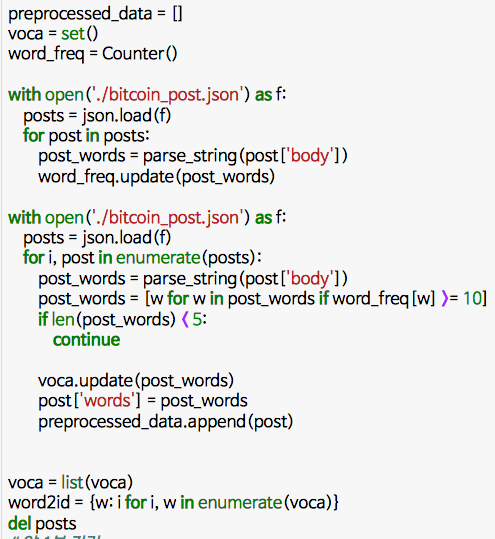 preprocessed_data = []
voca = set()
word_freq = Counter()
with open('./bitcoin_post.json') as f:
posts = json.load(f)
for post in posts:
post_words = parse_string(post['body'])
word_freq.update(post_words)
with open('./bitcoin_post.json') as f:
posts = json.load(f)
for i, post in enumerate(posts):
post_words = parse_string(post['body'])
post_words = [w for w in post_words if word_freq[w] >= 10]
if len(post_words) < 5:
continue
voca.update(post_words)
post['words'] = post_words
preprocessed_data.append(post)
voca = list(voca)
word2id = {w: i for i, w in enumerate(voca)}
del posts